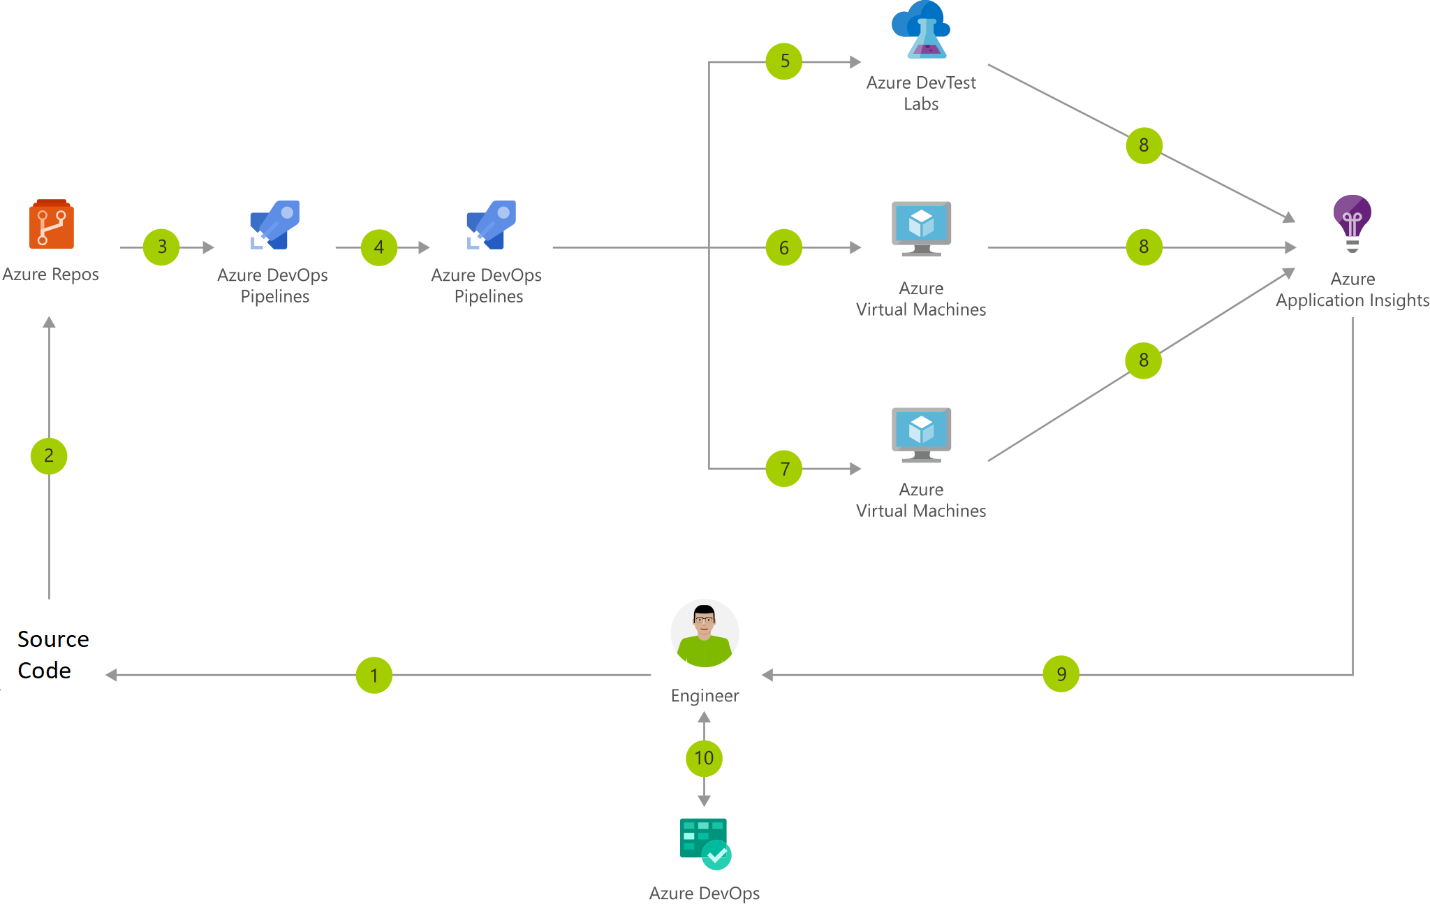 5
Azure DevTest
Labs
8
Azure Repos
3
Azure DevOps
Pipelines
4
Azure DevOps
Pipelines
6
Azure
Virtual Machines
8
Azure
Application Insights
8
7
Azure
Virtual Machines
2
Source
Code
1
Engineer
9
10
Azure DevOps